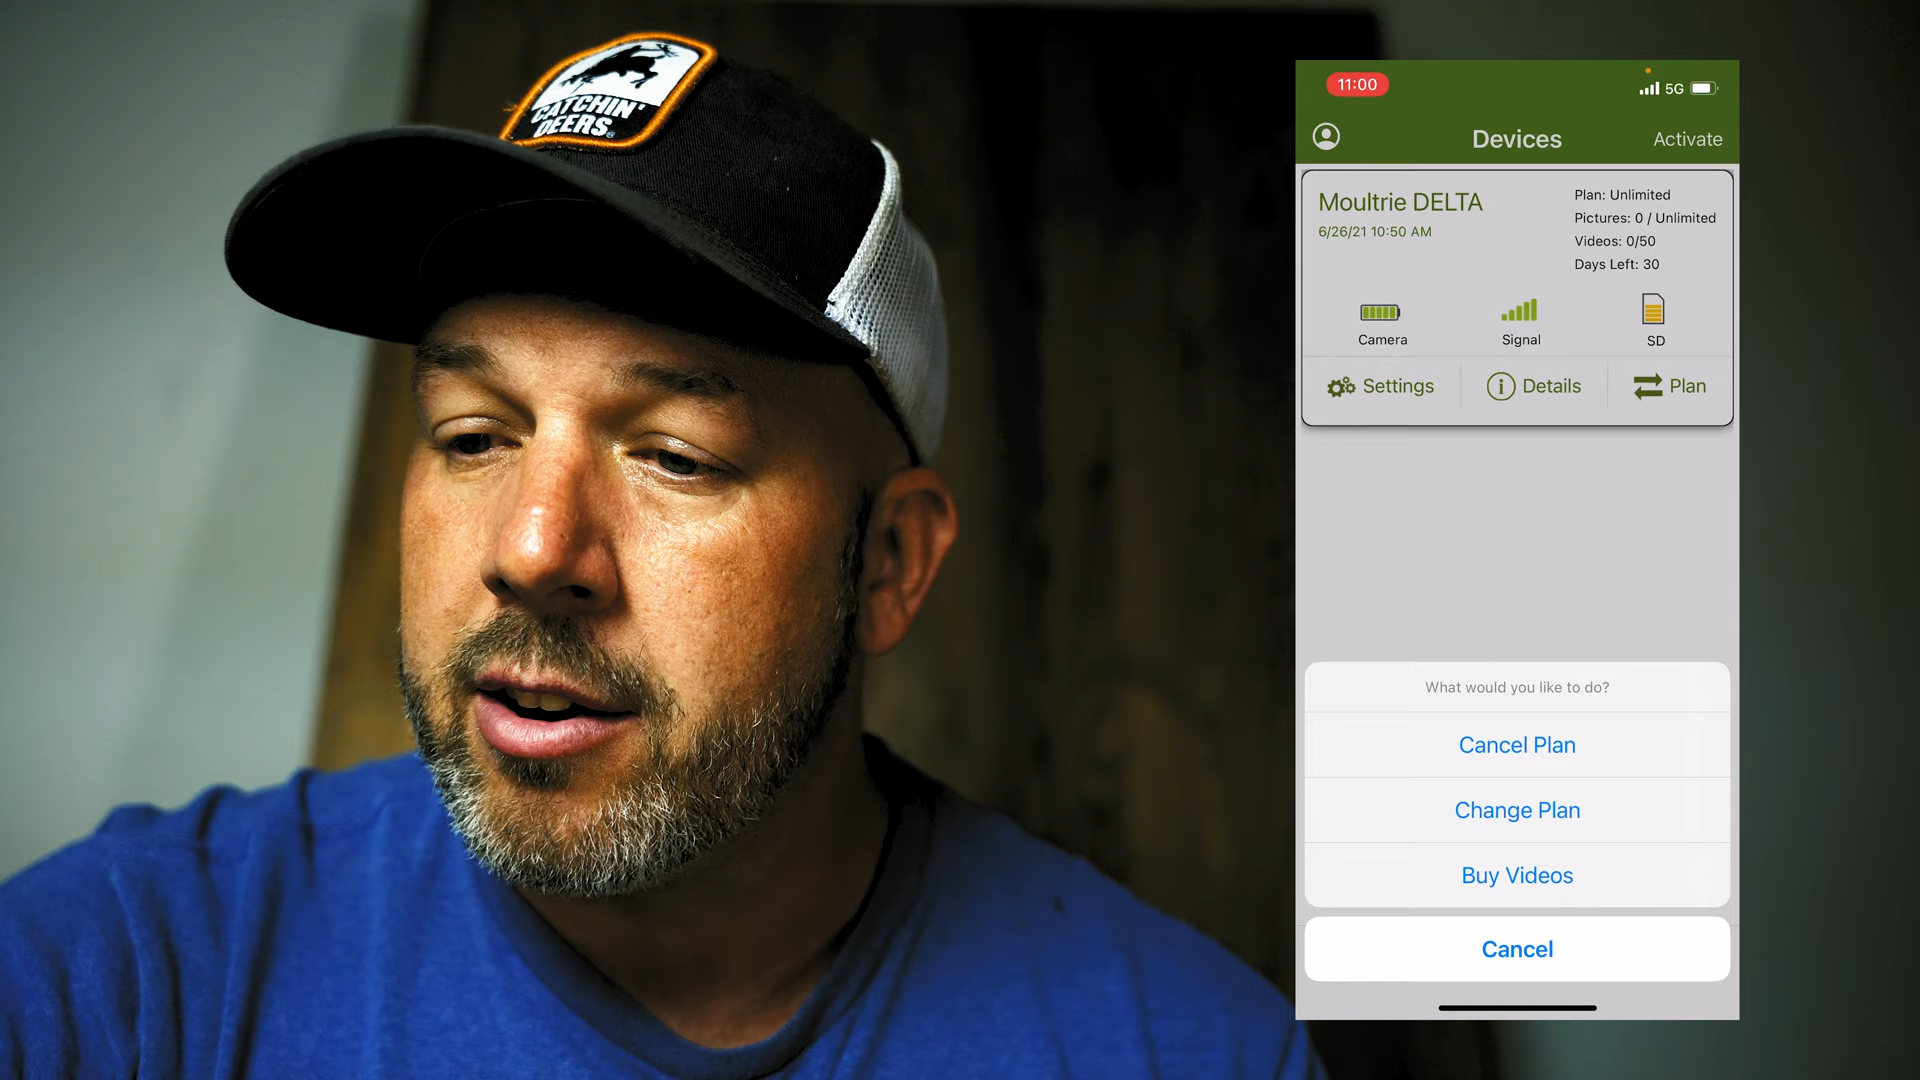 CATCHIN'
DEERS
11:00
5G
Devices
Activate
Moultrie DELTA
6/26/21 10:50 AM
Plan: Unlimited
Pictures: 0 / Unlimited
Videos: 0/50
Days Left: 30
Camera
Signal
SD
Settings
Details
Plan
What would you like to do?
Cancel Plan
Change Plan
Buy Videos
Cancel